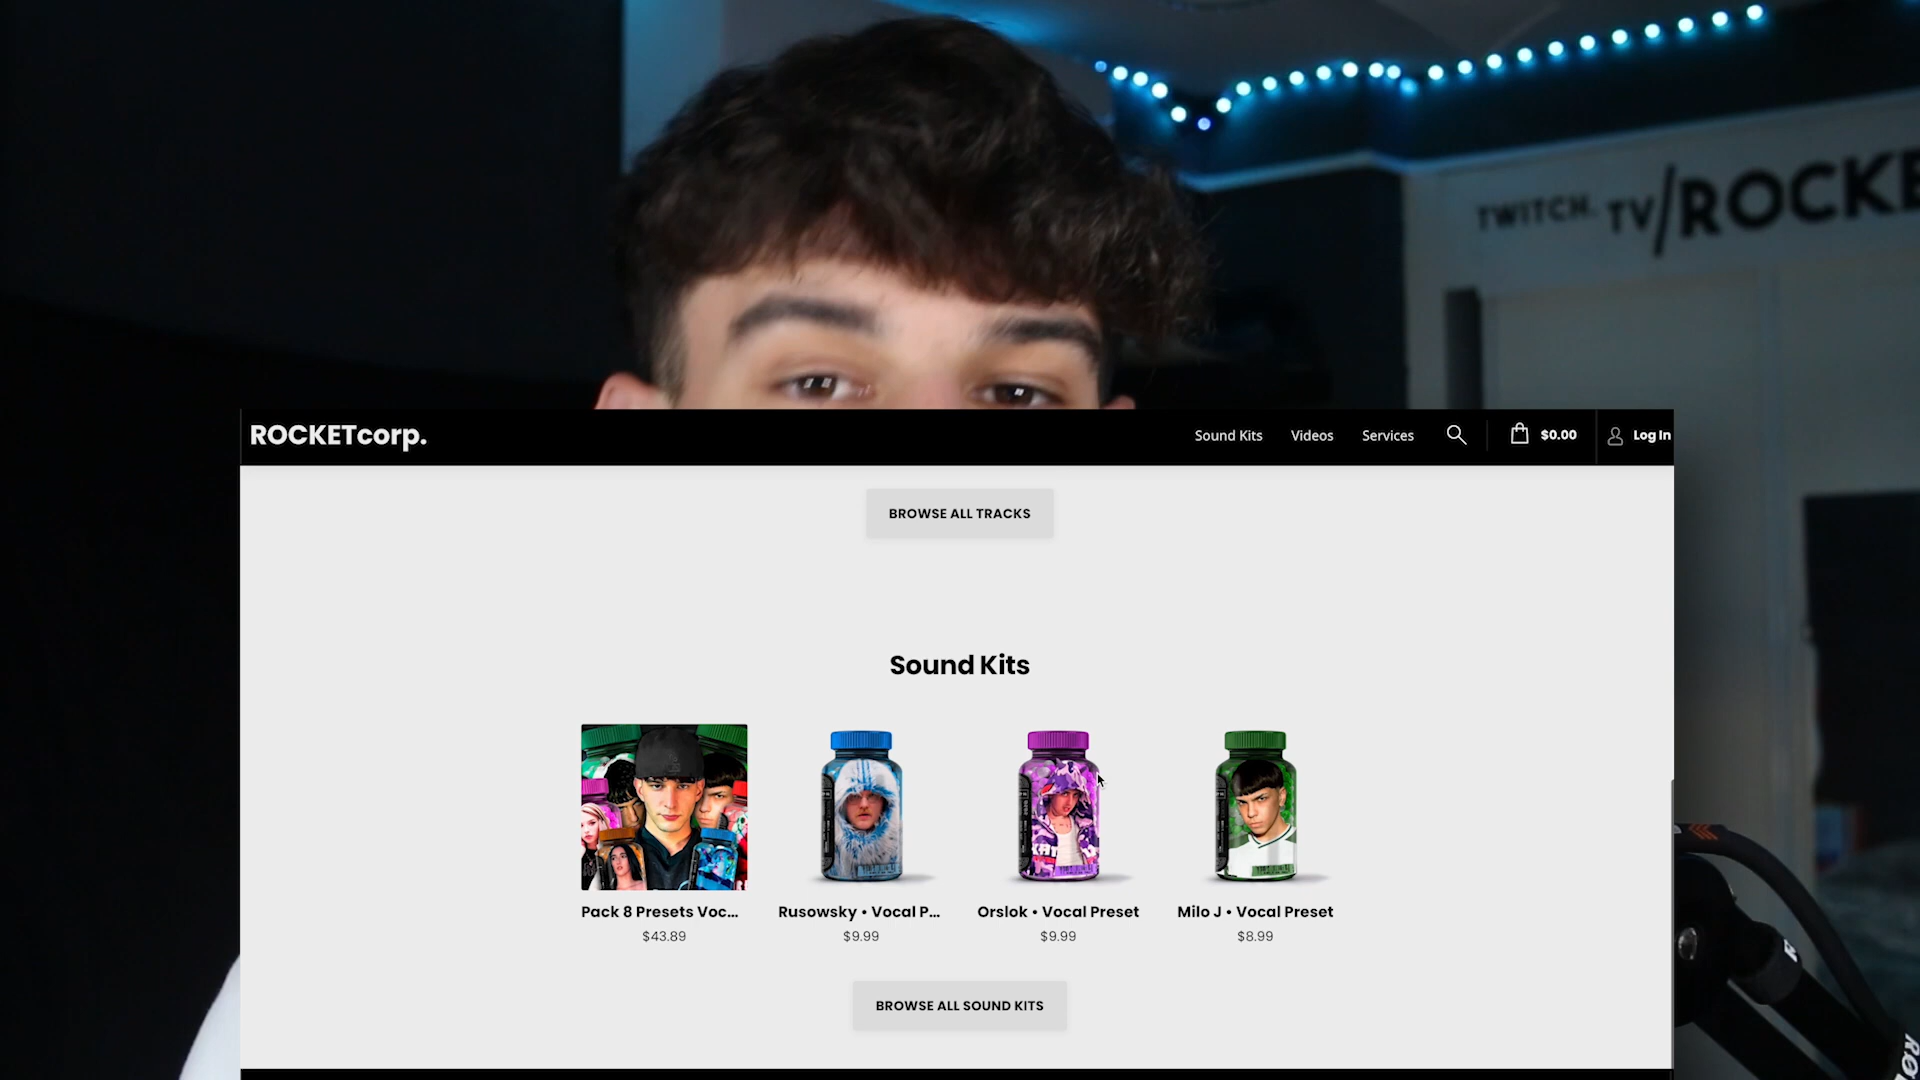 TWITCH.TV/ROCKE
ROCKETcorp.
Sound Kits
Videos
Services
$0.00
Log In
BROWSE ALL TRACKS
Sound Kits
Pack 8 Presets Voc...
Rusowsky • Vocal P...
Orslok • Vocal Preset
Milo J • Vocal Preset
$43.89
$9.99
$9.99
$8.99
BROWSE ALL SOUND KITS